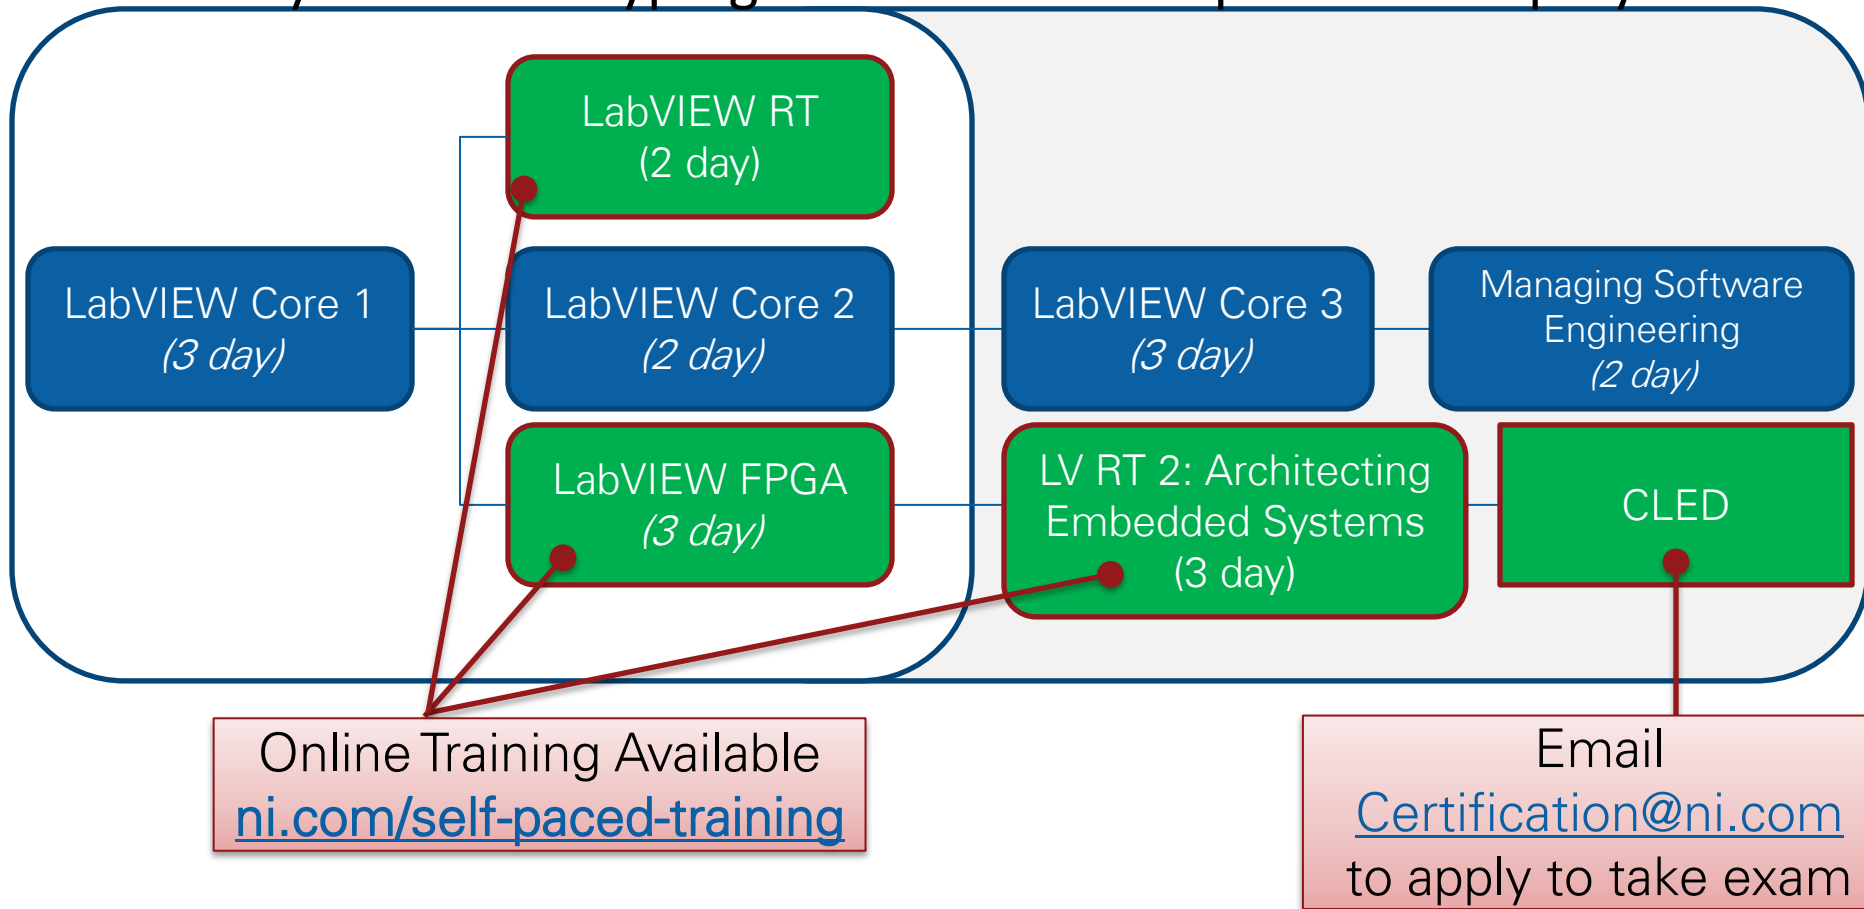 LabVIEW RT
(2 day)
LabVIEW Core 1
(3 day)
LabVIEW Core 2
(2 day)
LabVIEW Core 3
(3 day)
Managing Software
Engineering
(2 day)
LabVIEW FPGA
(3 day)
LV RT 2: Architecting
Embedded Systems
(3 day)
CLED
Online Training Available
ni.com/self-paced-training
Email
Certification@ni.com
to apply to take exam